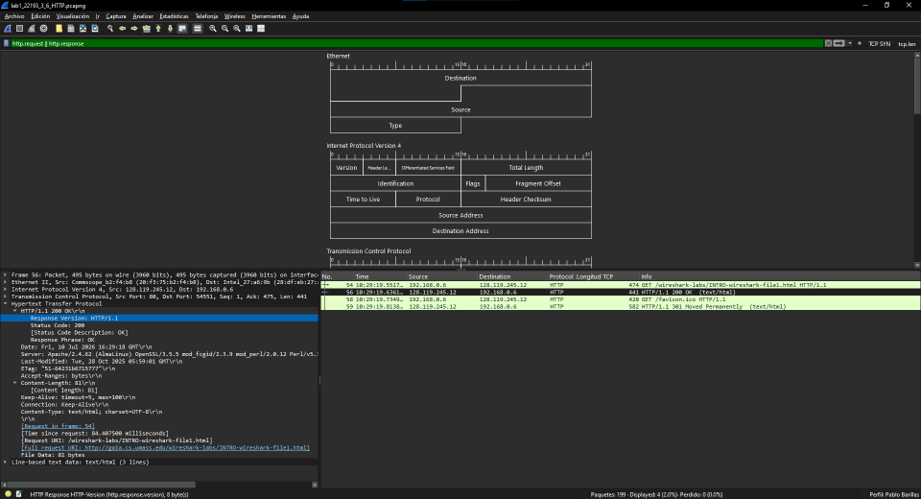 lab1_22193_3_6_HTTP.pcapng
Archivo Edición Visualización Ir Captura Analizar Estadísticas Telefonía Wireless Herramientas Ayuda
http.request || http.response
TCP SYN tcp.len
Ethernet
0 15 16 31
Destination
Source
Type
Internet Protocol Version 4
0 15 16 31
Version Header Le... Differentiated Services Field Total Length
Identification Flags Fragment Offset
Time to Live Protocol Header Checksum
Source Address
Destination Address
Transmission Control Protocol
0 15 16 31
Frame 56: Packet, 495 bytes on wire (3960 bits), 495 bytes captured (3960 bits) on interfac
Ethernet II, Src: Commscope_b2:f4:b8 (20:f3:75:b2:f4:b8), Dst: Intel_27:a6:9b (28:df:eb:27:
Internet Protocol Version 4, Src: 128.119.245.12, Dst: 192.168.0.6
Transmission Control Protocol, Src Port: 80, Dst Port: 54551, Seq: 1, Ack: 475, Len: 441
Hypertext Transfer Protocol
HTTP/1.1 200 OK\r\n
Response Version: HTTP/1.1
Status Code: 200
[Status Code Description: OK]
Response Phrase: OK
Date: Fri, 10 Jul 2026 16:29:18 GMT\r\n
Server: Apache/2.4.62 (AlmaLinux) OpenSSL/3.5.5 mod_fcgid/2.3.9 mod_perl/2.0.12 Perl/v5.
Last-Modified: Tue, 28 Oct 2025 05:59:01 GMT\r\n
ETag: "51-64231b6715777"\r\n
Accept-Ranges: bytes\r\n
Content-Length: 81\r\n
[Content length: 81]
Keep-Alive: timeout=5, max=100\r\n
Connection: Keep-Alive\r\n
Content-Type: text/html; charset=UTF-8\r\n
\r\n
[Request in frame: 54]
[Time since request: 84.407500 milliseconds]
[Request URI: /wireshark-labs/INTRO-wireshark-file1.html]
[Full request URI: http://gaia.cs.umass.edu/wireshark-labs/INTRO-wireshark-file1.html]
File Data: 81 bytes
Line-based text data: text/html (3 lines)
No. Time Source Destination Protocol Longitud TCP Info
54 10:29:19.5517... 192.168.0.6 128.119.245.12 HTTP 474 GET /wireshark-labs/INTRO-wireshark-file1.html HTTP/1.1
56 10:29:19.6361... 128.119.245.12 192.168.0.6 HTTP 441 HTTP/1.1 200 OK (text/html)
58 10:29:19.7349... 192.168.0.6 128.119.245.12 HTTP 420 GET /favicon.ico HTTP/1.1
59 10:29:19.8138... 128.119.245.12 192.168.0.6 HTTP 502 HTTP/1.1 301 Moved Permanently (text/html)
HTTP Response HTTP-Version (http.response.version), 8 byte(s)
Paquetes: 199 · Displayed: 4 (2.0%) · Perdido: 0 (0.0%)
Perfil: Pablo Barillas